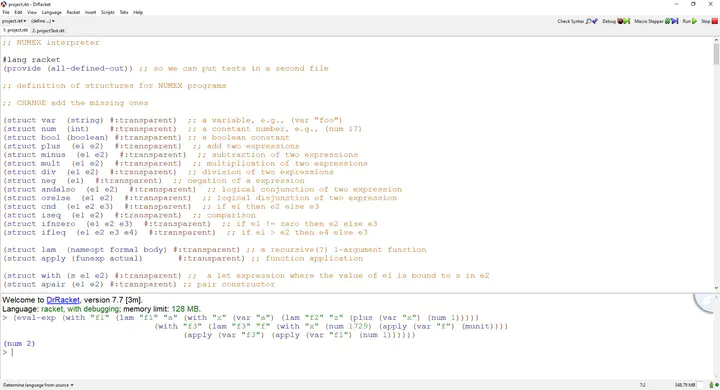 project.rkt - DrRacket
File Edit View Language Racket Insert Scripts Tabs Help
project.rkt▾ (define ...)▾ Check Syntax Debug Macro Stepper Run Stop
1: project.rkt 2: projectTest.rkt
;; NUMEX interpreter
#lang racket
(provide (all-defined-out)) ;; so we can put tests in a second file
;; definition of structures for NUMEX programs
;; CHANGE add the missing ones
(struct var (string) #:transparent) ;; a variable, e.g., (var "foo")
(struct num (int) #:transparent) ;; a constant number, e.g., (num 17)
(struct bool (boolean) #:transparent) ;; a boolean constant
(struct plus (e1 e2) #:transparent) ;; add two expressions
(struct minus (e1 e2) #:transparent) ;; subtraction of two expressions
(struct mult (e1 e2) #:transparent) ;; multiplication of two expressions
(struct div (e1 e2) #:transparent) ;; division of two expressions
(struct neg (e1) #:transparent) ;; negation of a expression
(struct andalso (e1 e2) #:transparent) ;; logical conjunction of two expression
(struct orelse (e1 e2) #:transparent) ;; logical disjunction of two expression
(struct cnd (e1 e2 e3) #:transparent) ;; if e1 then e2 else e3
(struct iseq (e1 e2) #:transparent) ;; comparison
(struct ifnzero (e1 e2 e3) #:transparent) ;; if e1 != zero then e2 else e3
(struct ifleq (e1 e2 e3 e4) #:transparent) ;; if e1 > e2 then e4 else e3
(struct lam (nameopt formal body) #:transparent) ;; a recursive(?) 1-argument function
(struct apply (funexp actual) #:transparent) ;; function application
(struct with (s e1 e2) #:transparent) ;; a let expression where the value of e1 is bound to s in e2
(struct apair (e1 e2) #:transparent) ;; pair constructor
Welcome to DrRacket, version 7.7 [3m].
Language: racket, with debugging; memory limit: 128 MB.
> (eval-exp (with "f1" (lam "f1" "a" (with "x" (var "a") (lam "f2" "z" (plus (var "x") (num 1)))))
(with "f3" (lam "f3" "f" (with "x" (num 1729) (apply (var "f") (munit))))
(apply (var "f3") (apply (var "f1") (num 1))))))
(num 2)
>
Determine language from source▾ 7:2 548.79 MB